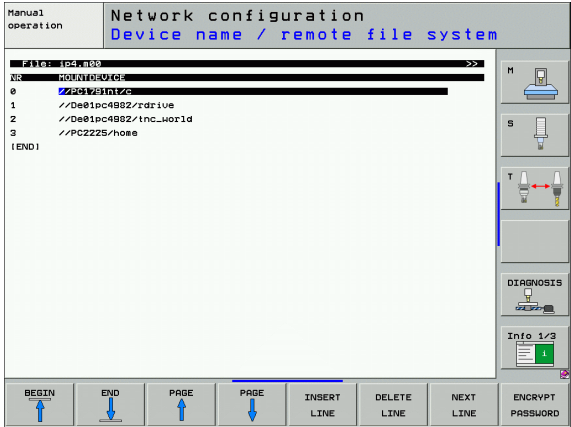 Manual
operation
Network configuration
Device name / remote file system
File: ip4.m00 >>
NR MOUNTDEVICE
0 //PC1791nt/c
1 //De01pc4982/rdrive
2 //De01pc4982/tnc_world
3 //PC2225/home
[END]
M
S
T
DIAGNOSIS
Info 1/3
i
BEGIN END PAGE PAGE INSERT DELETE NEXT ENCRYPT
LINE LINE LINE PASSWORD